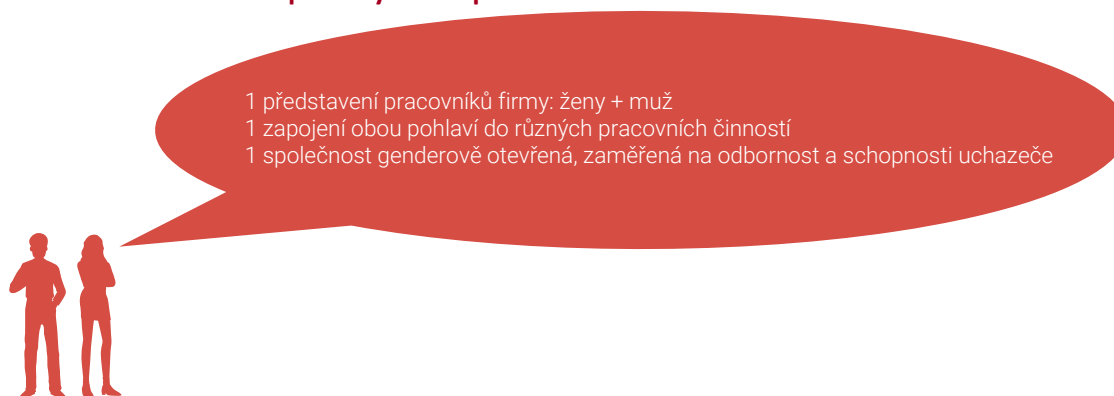 1 představení pracovníků firmy: ženy + muž
1 zapojení obou pohlaví do různých pracovních činností
1 společnost genderově otevřená, zaměřená na odbornost a schopnosti uchazeče